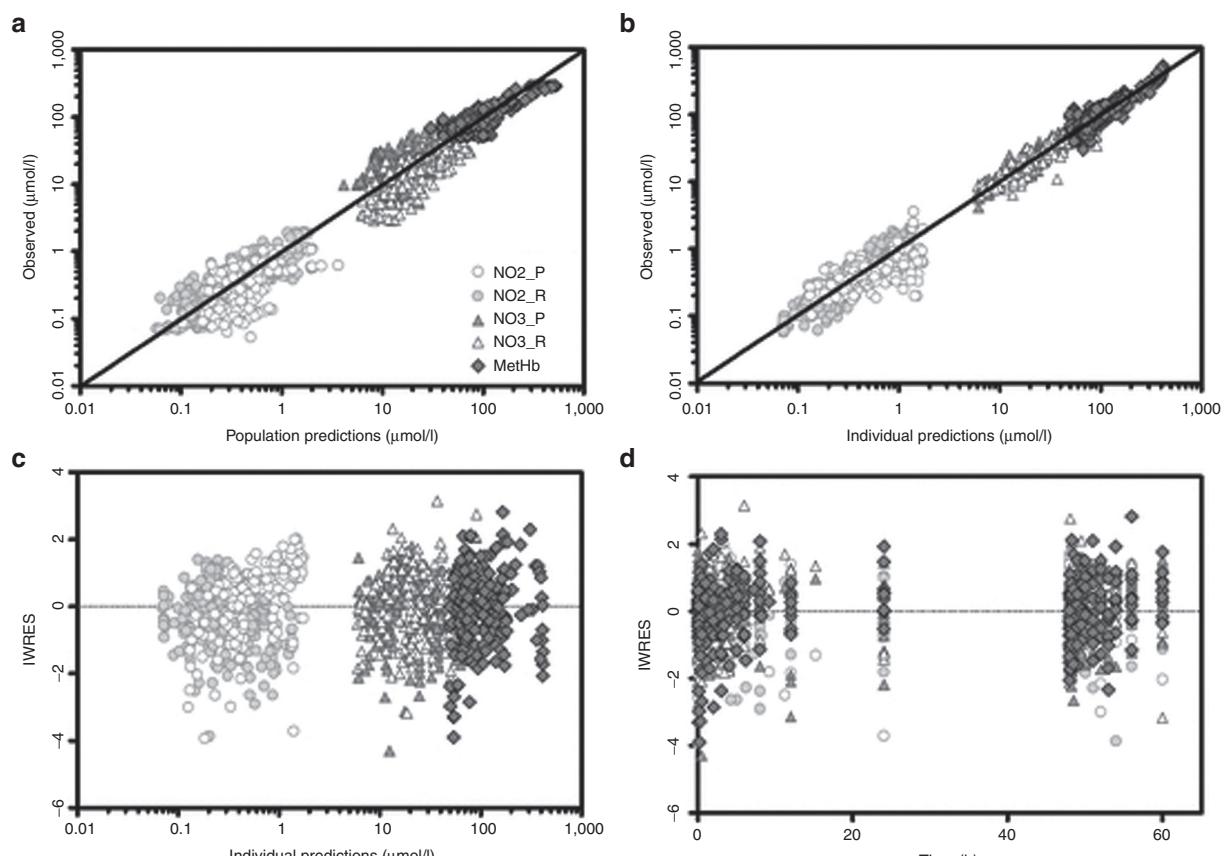 a
1,000
100
10
1
0.1
0.01
Observed (μmol/l)
NO2_P
NO2_R
NO3_P
NO3_R
MetHb
0.01 0.1 1 10 100 1,000
Population predictions (μmol/l)
b
1,000
100
10
1
0.1
0.01
Observed (μmol/l)
0.01 0.1 1 10 100 1,000
Individual predictions (μmol/l)
c
4
2
0
−2
−4
−6
IWRES
0.01 0.1 1 10 100 1,000
Individual predictions (μmol/l)
d
4
2
0
−2
−4
−6
IWRES
0 20 40 60